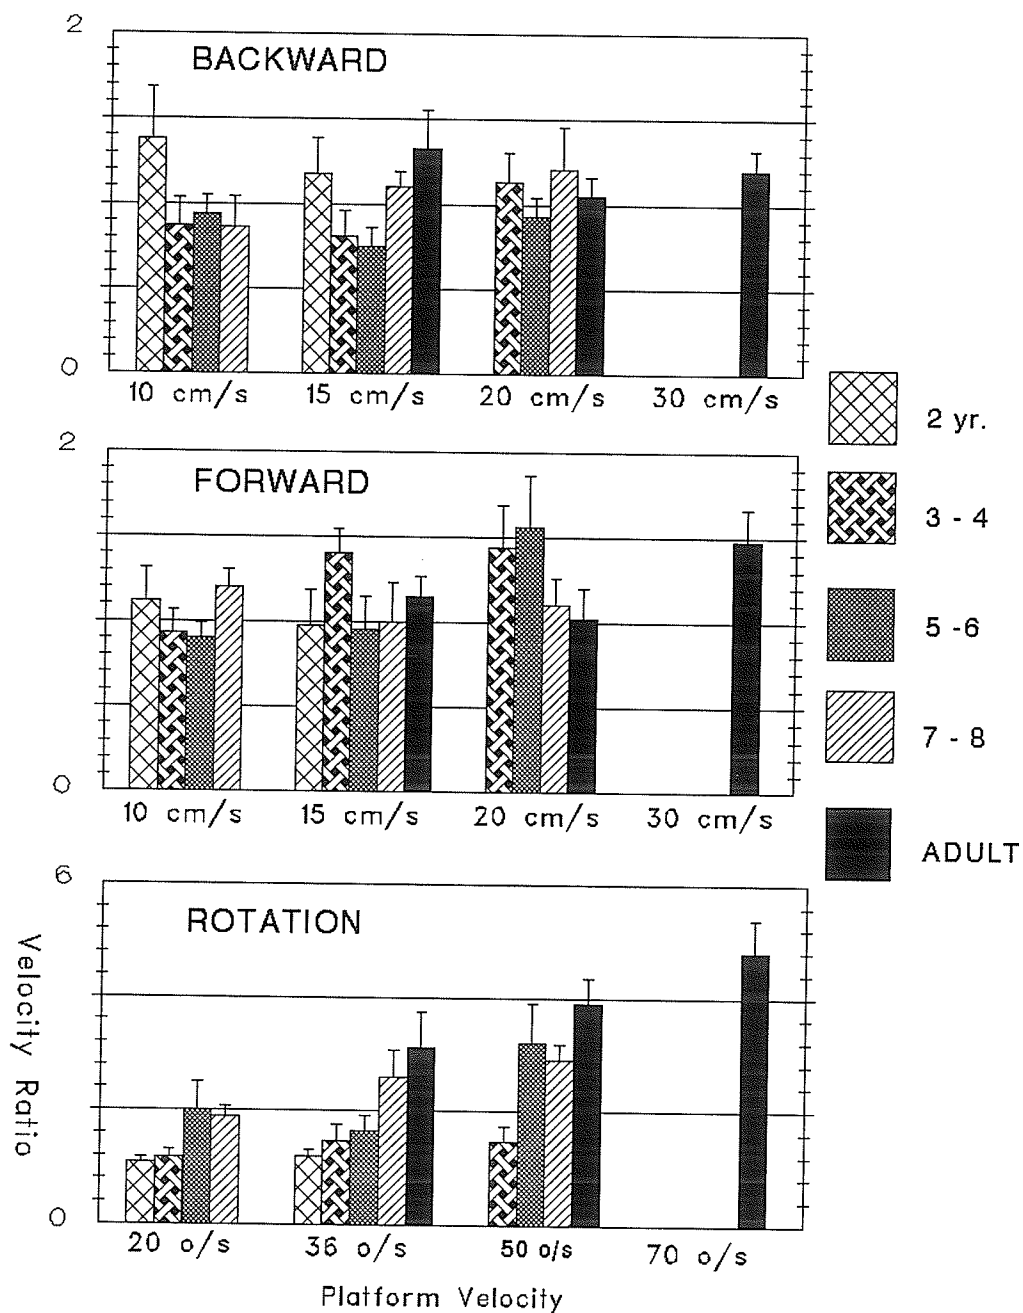 2
BACKWARD
0
10 cm/s 15 cm/s 20 cm/s 30 cm/s
2 yr.
2
FORWARD
3 - 4
5 -6
7 - 8
0
10 cm/s 15 cm/s 20 cm/s 30 cm/s
ADULT
6
ROTATION
Velocity Ratio
0
20 o/s 36 o/s 50 o/s 70 o/s
Platform Velocity